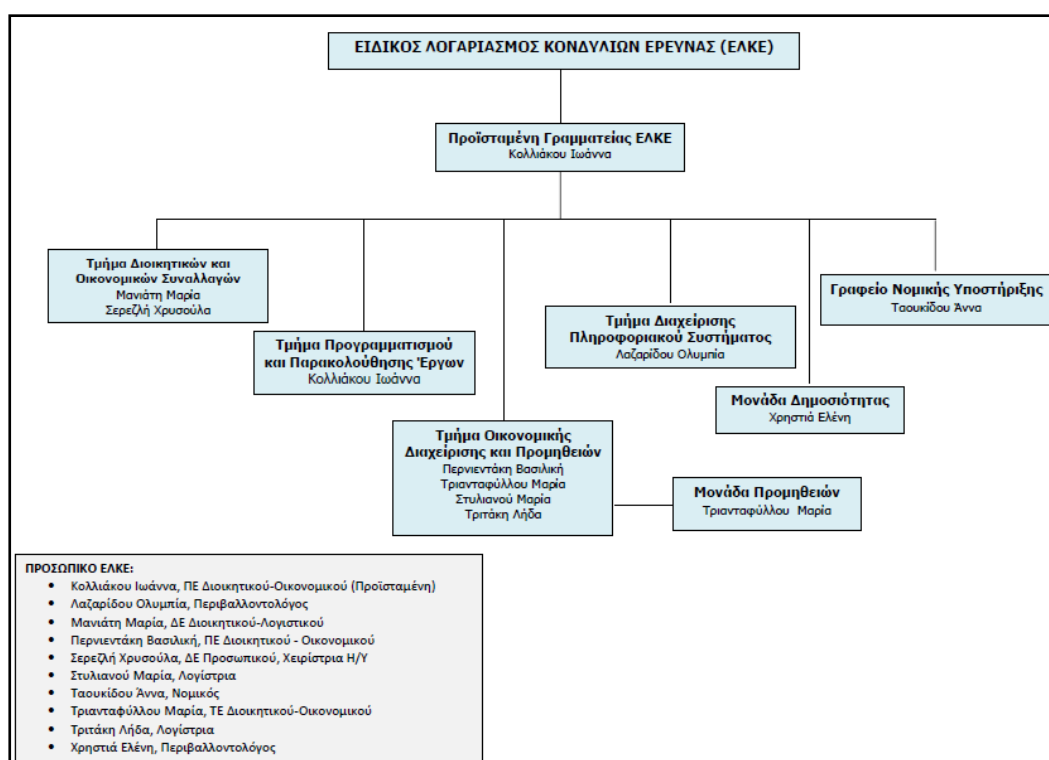 ΕΙΔΙΚΟΣ ΛΟΓΑΡΙΑΣΜΟΣ ΚΟΝΔΥΛΙΩΝ ΕΡΕΥΝΑΣ (ΕΛΚΕ)
Προϊσταμένη Γραμματείας ΕΛΚΕ
Κολλιάκου Ιωάννα
Τμήμα Διοικητικών και
Οικονομικών Συναλλαγών
Μανιάτη Μαρία
Σερεζλή Χρυσούλα
Τμήμα Προγραμματισμού
και Παρακολούθησης Έργων
Κολλιάκου Ιωάννα
Τμήμα Οικονομικής
Διαχείρισης και Προμηθειών
Περνιεντάκη Βασιλική
Τριανταφύλλου Μαρία
Στυλιανού Μαρία
Τριτάκη Λήδα
Τμήμα Διαχείρισης
Πληροφοριακού Συστήματος
Λαζαρίδου Ολυμπία
Μονάδα Δημοσιότητας
Χρηστιά Ελένη
Γραφείο Νομικής Υποστήριξης
Ταουκίδου Άννα
Μονάδα Προμηθειών
Τριανταφύλλου Μαρία
ΠΡΟΣΩΠΙΚΟ ΕΛΚΕ:
• Κολλιάκου Ιωάννα, ΠΕ Διοικητικού-Οικονομικού (Προϊσταμένη)
• Λαζαρίδου Ολυμπία, Περιβαλλοντολόγος
• Μανιάτη Μαρία, ΔΕ Διοικητικού-Λογιστικού
• Περνιεντάκη Βασιλική, ΠΕ Διοικητικού - Οικονομικού
• Σερεζλή Χρυσούλα, ΔΕ Προσωπικού, Χειρίστρια Η/Υ
• Στυλιανού Μαρία, Λογίστρια
• Ταουκίδου Άννα, Νομικός
• Τριανταφύλλου Μαρία, ΤΕ Διοικητικού-Οικονομικού
• Τριτάκη Λήδα, Λογίστρια
• Χρηστιά Ελένη, Περιβαλλοντολόγος